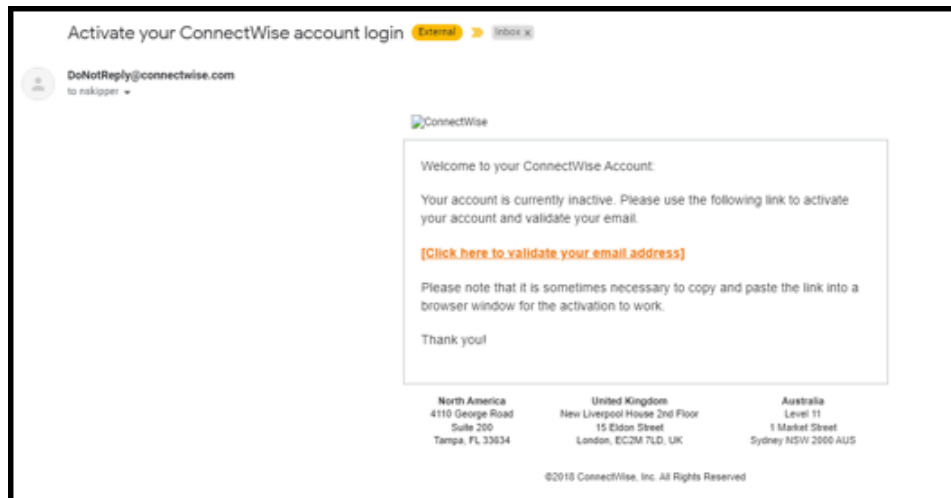 Activate your ConnectWise account login External Inbox x
DoNotReply@connectwise.com
to nskipper
ConnectWise
Welcome to your ConnectWise Account:
Your account is currently inactive. Please use the following link to activate
your account and validate your email.
[Click here to validate your email address]
Please note that it is sometimes necessary to copy and paste the link into a
browser window for the activation to work.
Thank you!
North America
4110 George Road
Suite 200
Tampa, FL 33634
United Kingdom
New Liverpool House 2nd Floor
15 Eldon Street
London, EC2M 7LD, UK
Australia
Level 11
1 Market Street
Sydney NSW 2000 AUS
©2018 ConnectWise, Inc. All Rights Reserved